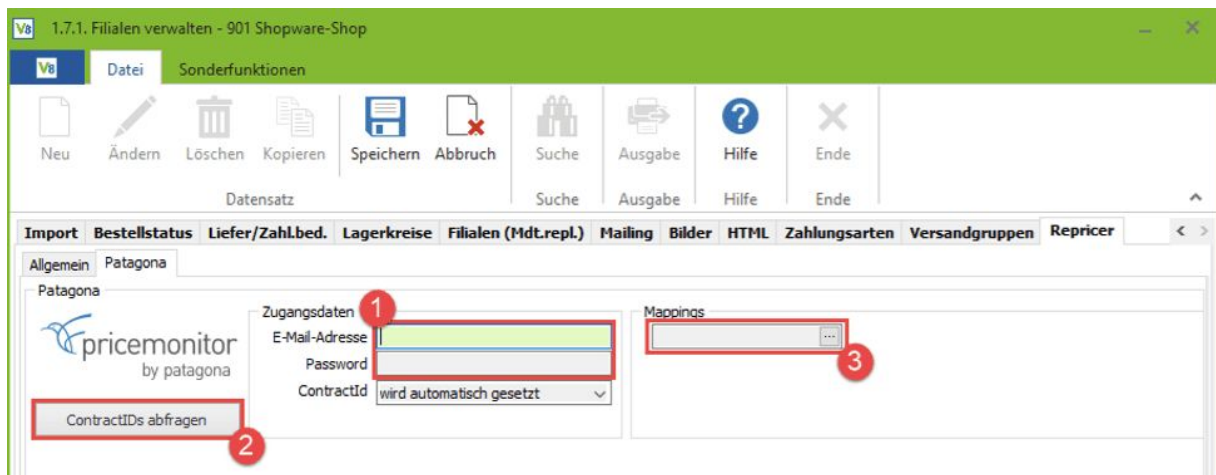 V8 1.7.1. Filialen verwalten - 901 Shopware-Shop
V8 Datei Sonderfunktionen
Neu Ändern Löschen Kopieren Speichern Abbruch Suche Ausgabe Hilfe Ende
Datensatz Suche Ausgabe Hilfe Ende
Import Bestellstatus Liefer/Zahl.bed. Lagerkreise Filialen (Mdt.repl.) Mailing Bilder HTML Zahlungsarten Versandgruppen Repricer
Allgemein Patagona
Patagona
Zugangsdaten 1 Mappings
pricemonitor E-Mail-Adresse ...
by patagona Password 3
ContractId wird automatisch gesetzt
ContractIDs abfragen
2